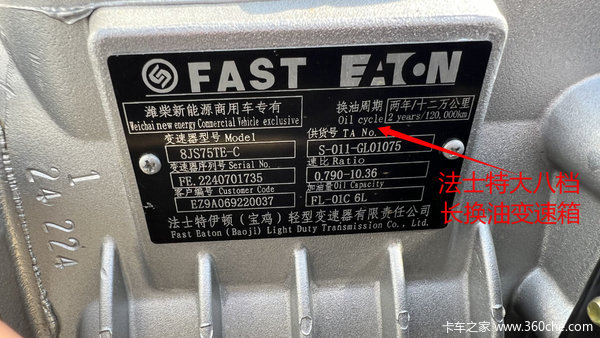 FAST EATON
潍柴新能源商用车专有
Weichai new energy Commercial Vehicle exclusive
换油周期 两年/十二万公里
Oil cycle 2 years/120,000km
变速器型号 Model
8JS75TE-C
供货号 TA No.
S-011-GL01075
变速器序列号 Serial No.
FE.2240701735
速比 Ratio
0.790-10.36
客户编号 Customer Code
EZ9A069220037
加油量 Oil Capacity
FL-01C 6L
法士特伊顿（宝鸡）轻型变速器有限责任公司
Fast Eaton (Baoji) Light Duty Transmission Co., Ltd.
法士特大八档
长换油变速箱
1
24 224
卡车之家 www.360che.com